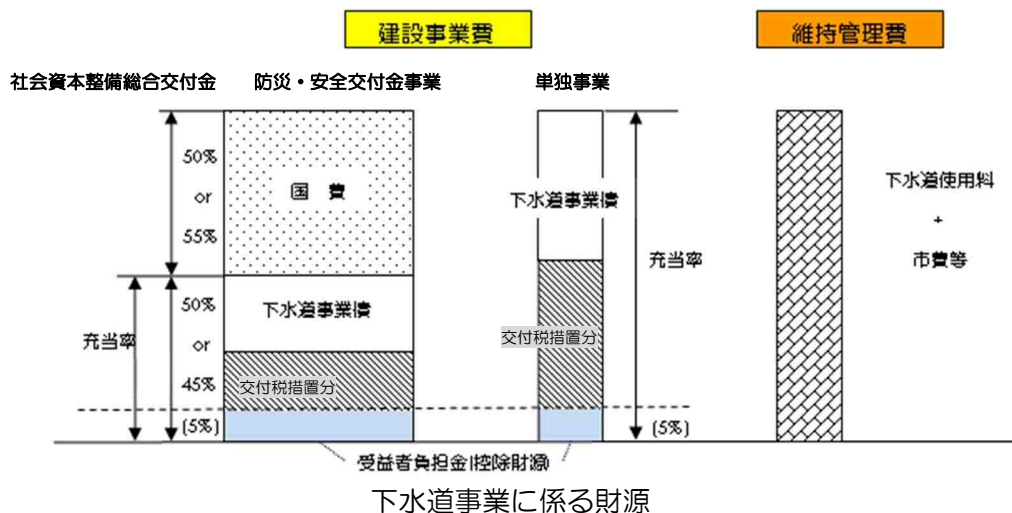 建設事業費
維持管理費
社会資本整備総合交付金 防災・安全交付金事業
単独事業
50%
or
55%
国 費
充当率
50%
or
45%
(5%)
下水道事業債
交付税措置分
下水道事業債
交付税措置分
充当率
(5%)
下水道使用料
+
市費等
受益者負担金(控除財源)
下水道事業に係る財源